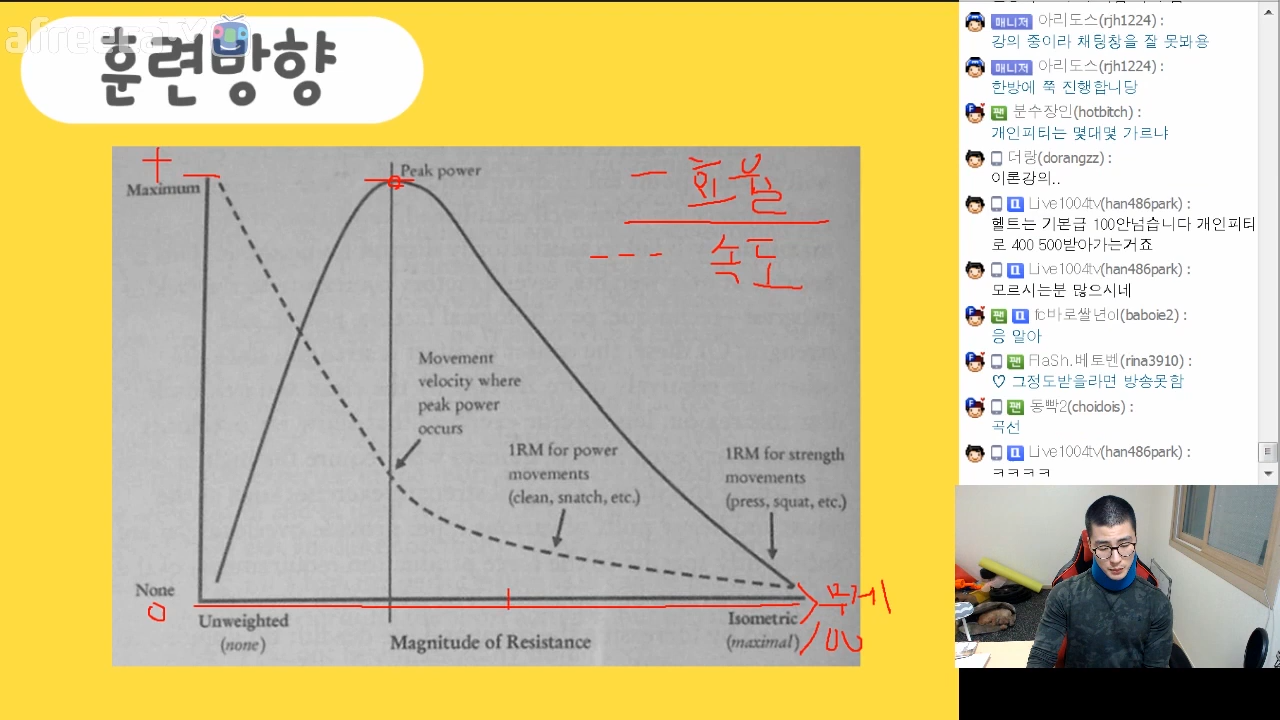 afreecaTV
훈련방향
+
Maximum
Peak power
- 회월
--- 속도
Movement
velocity where
peak power
occurs
1RM for power
movements
(clean, snatch, etc.)
1RM for strength
movements
(press, squat, etc.)
None
0
무게
Unweighted
(none)
Magnitude of Resistance
Isometric
(maximal)
100
매니저 아리도스(rjh1224) :
강의 중이라 채팅창을 잘 못봐용
매니저 아리도스(rjh1224) :
한방에 쭉 진행합니당
팬 분수장인(hotbitch) :
개인피티는 몇대몇 가르냐
더랑(dorangzz) :
이론강의..
Live1004tv(han486park) :
헬트는 기본급 100안넘습니다 개인피티
로 400 500받아가는거죠
Live1004tv(han486park) :
모르시는분 많으시네
팬 fc바로쌀년이(baboie2) :
응 알아
팬 FlaSh.베토벤(rina3910) :
♡ 그정도받을라면 방송못함
팬 동빡2(choidois) :
곡선
Live1004tv(han486park) :
ㅋㅋㅋㅋ